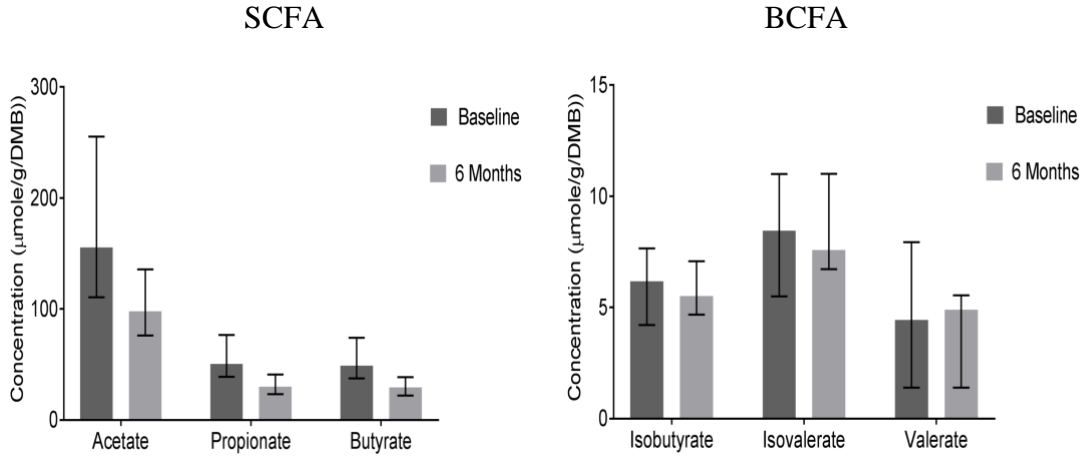 SCFA
Concentration (μmole/g/DMB))
300
200
100
0
Acetate
Propionate
Butyrate
Baseline
6 Months
BCFA
Concentration (μmole/g/DMB))
15
10
5
0
Isobutyrate
Isovalerate
Valerate
Baseline
6 Months